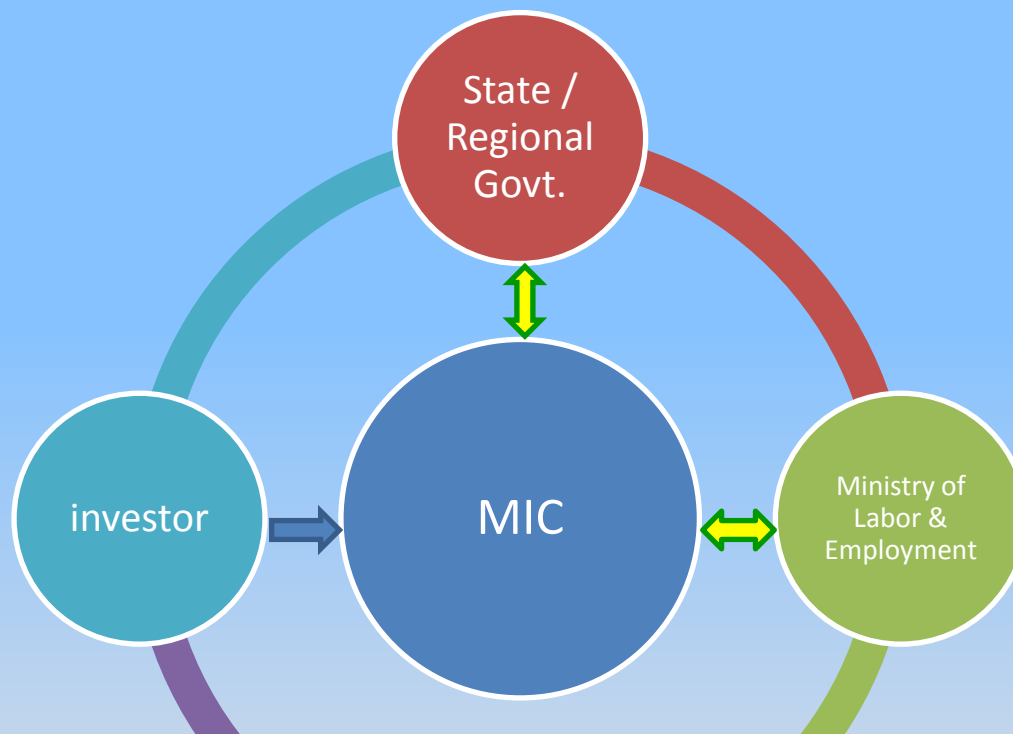 State /
Regional
Govt.
investor
MIC
Ministry of
Labor &
Employment